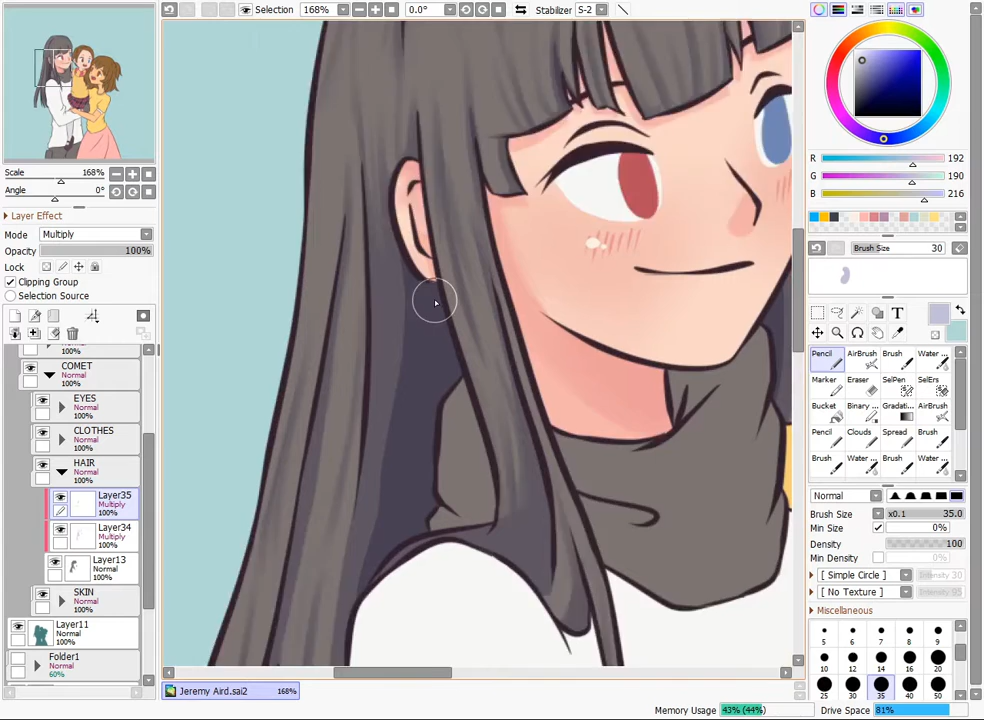 Selection 168% 0.0° Stabilizer S-2
Scale 168%
Angle 0°
Layer Effect
Mode Multiply
Opacity 100%
Lock
Clipping Group
Selection Source
100%
COMET
Normal
100%
EYES
Normal
100%
CLOTHES
Normal
100%
HAIR
Normal
100%
Layer35
Multiply
100%
Layer34
Multiply
100%
Layer13
Normal
100%
SKIN
Normal
100%
Layer11
Normal
100%
Folder1
Normal
60%
Jeremy Aird.sai2 168%
Memory Usage 43% (44%) Drive Space 81%
R 192
G 190
B 216
Brush Size 30
T
Pencil AirBrush Brush Water ...
Marker Eraser SelPen SelErs
Bucket Binary ... Gradati... AirBrush
Pencil Clouds Spread Brush
Brush Water ... Brush Water ...
Normal
Brush Size x0.1 35.0
Min Size 0%
Density 100
Min Density 0%
[ Simple Circle ] Intensity 30
[ No Texture ] Intensity 95
Miscellaneous
5 6 7 8 9
10 12 14 16 20
25 30 35 40 50